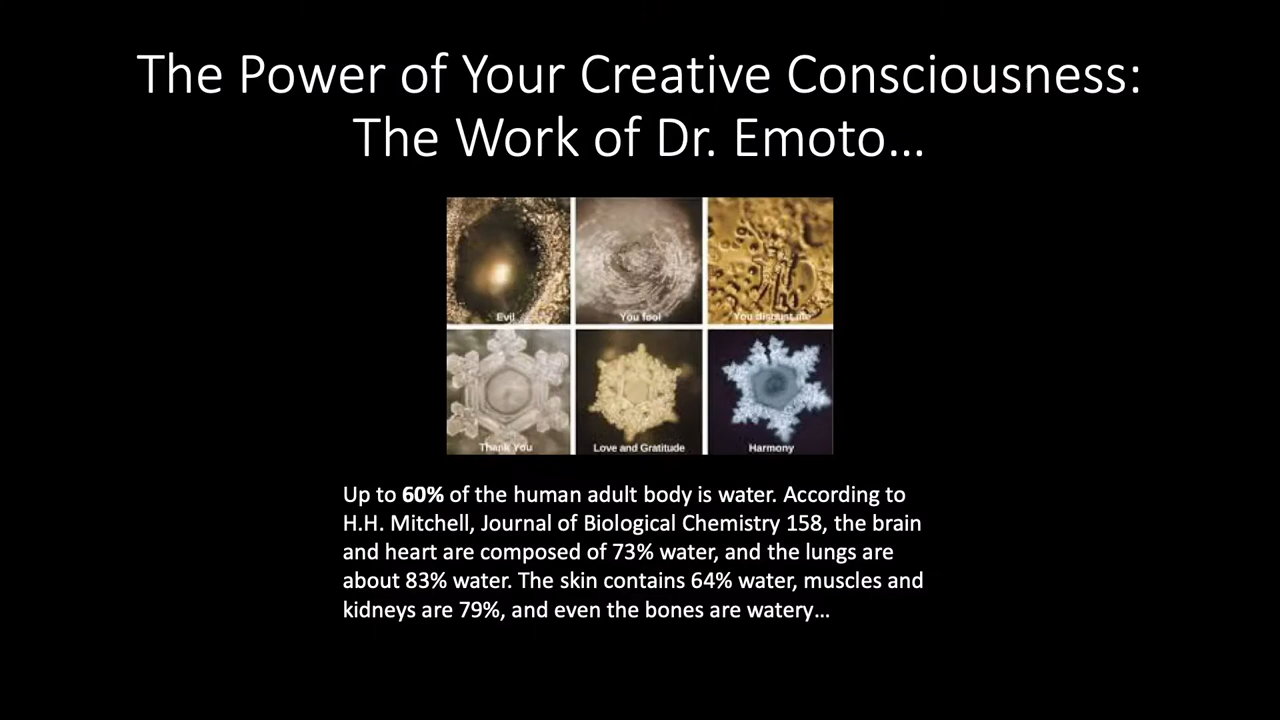 The Power of Your Creative Consciousness:
The Work of Dr. Emoto…
Evil
You fool
You disgust me
Thank You
Love and Gratitude
Harmony
Up to 60% of the human adult body is water. According to
H.H. Mitchell, Journal of Biological Chemistry 158, the brain
and heart are composed of 73% water, and the lungs are
about 83% water. The skin contains 64% water, muscles and
kidneys are 79%, and even the bones are watery…